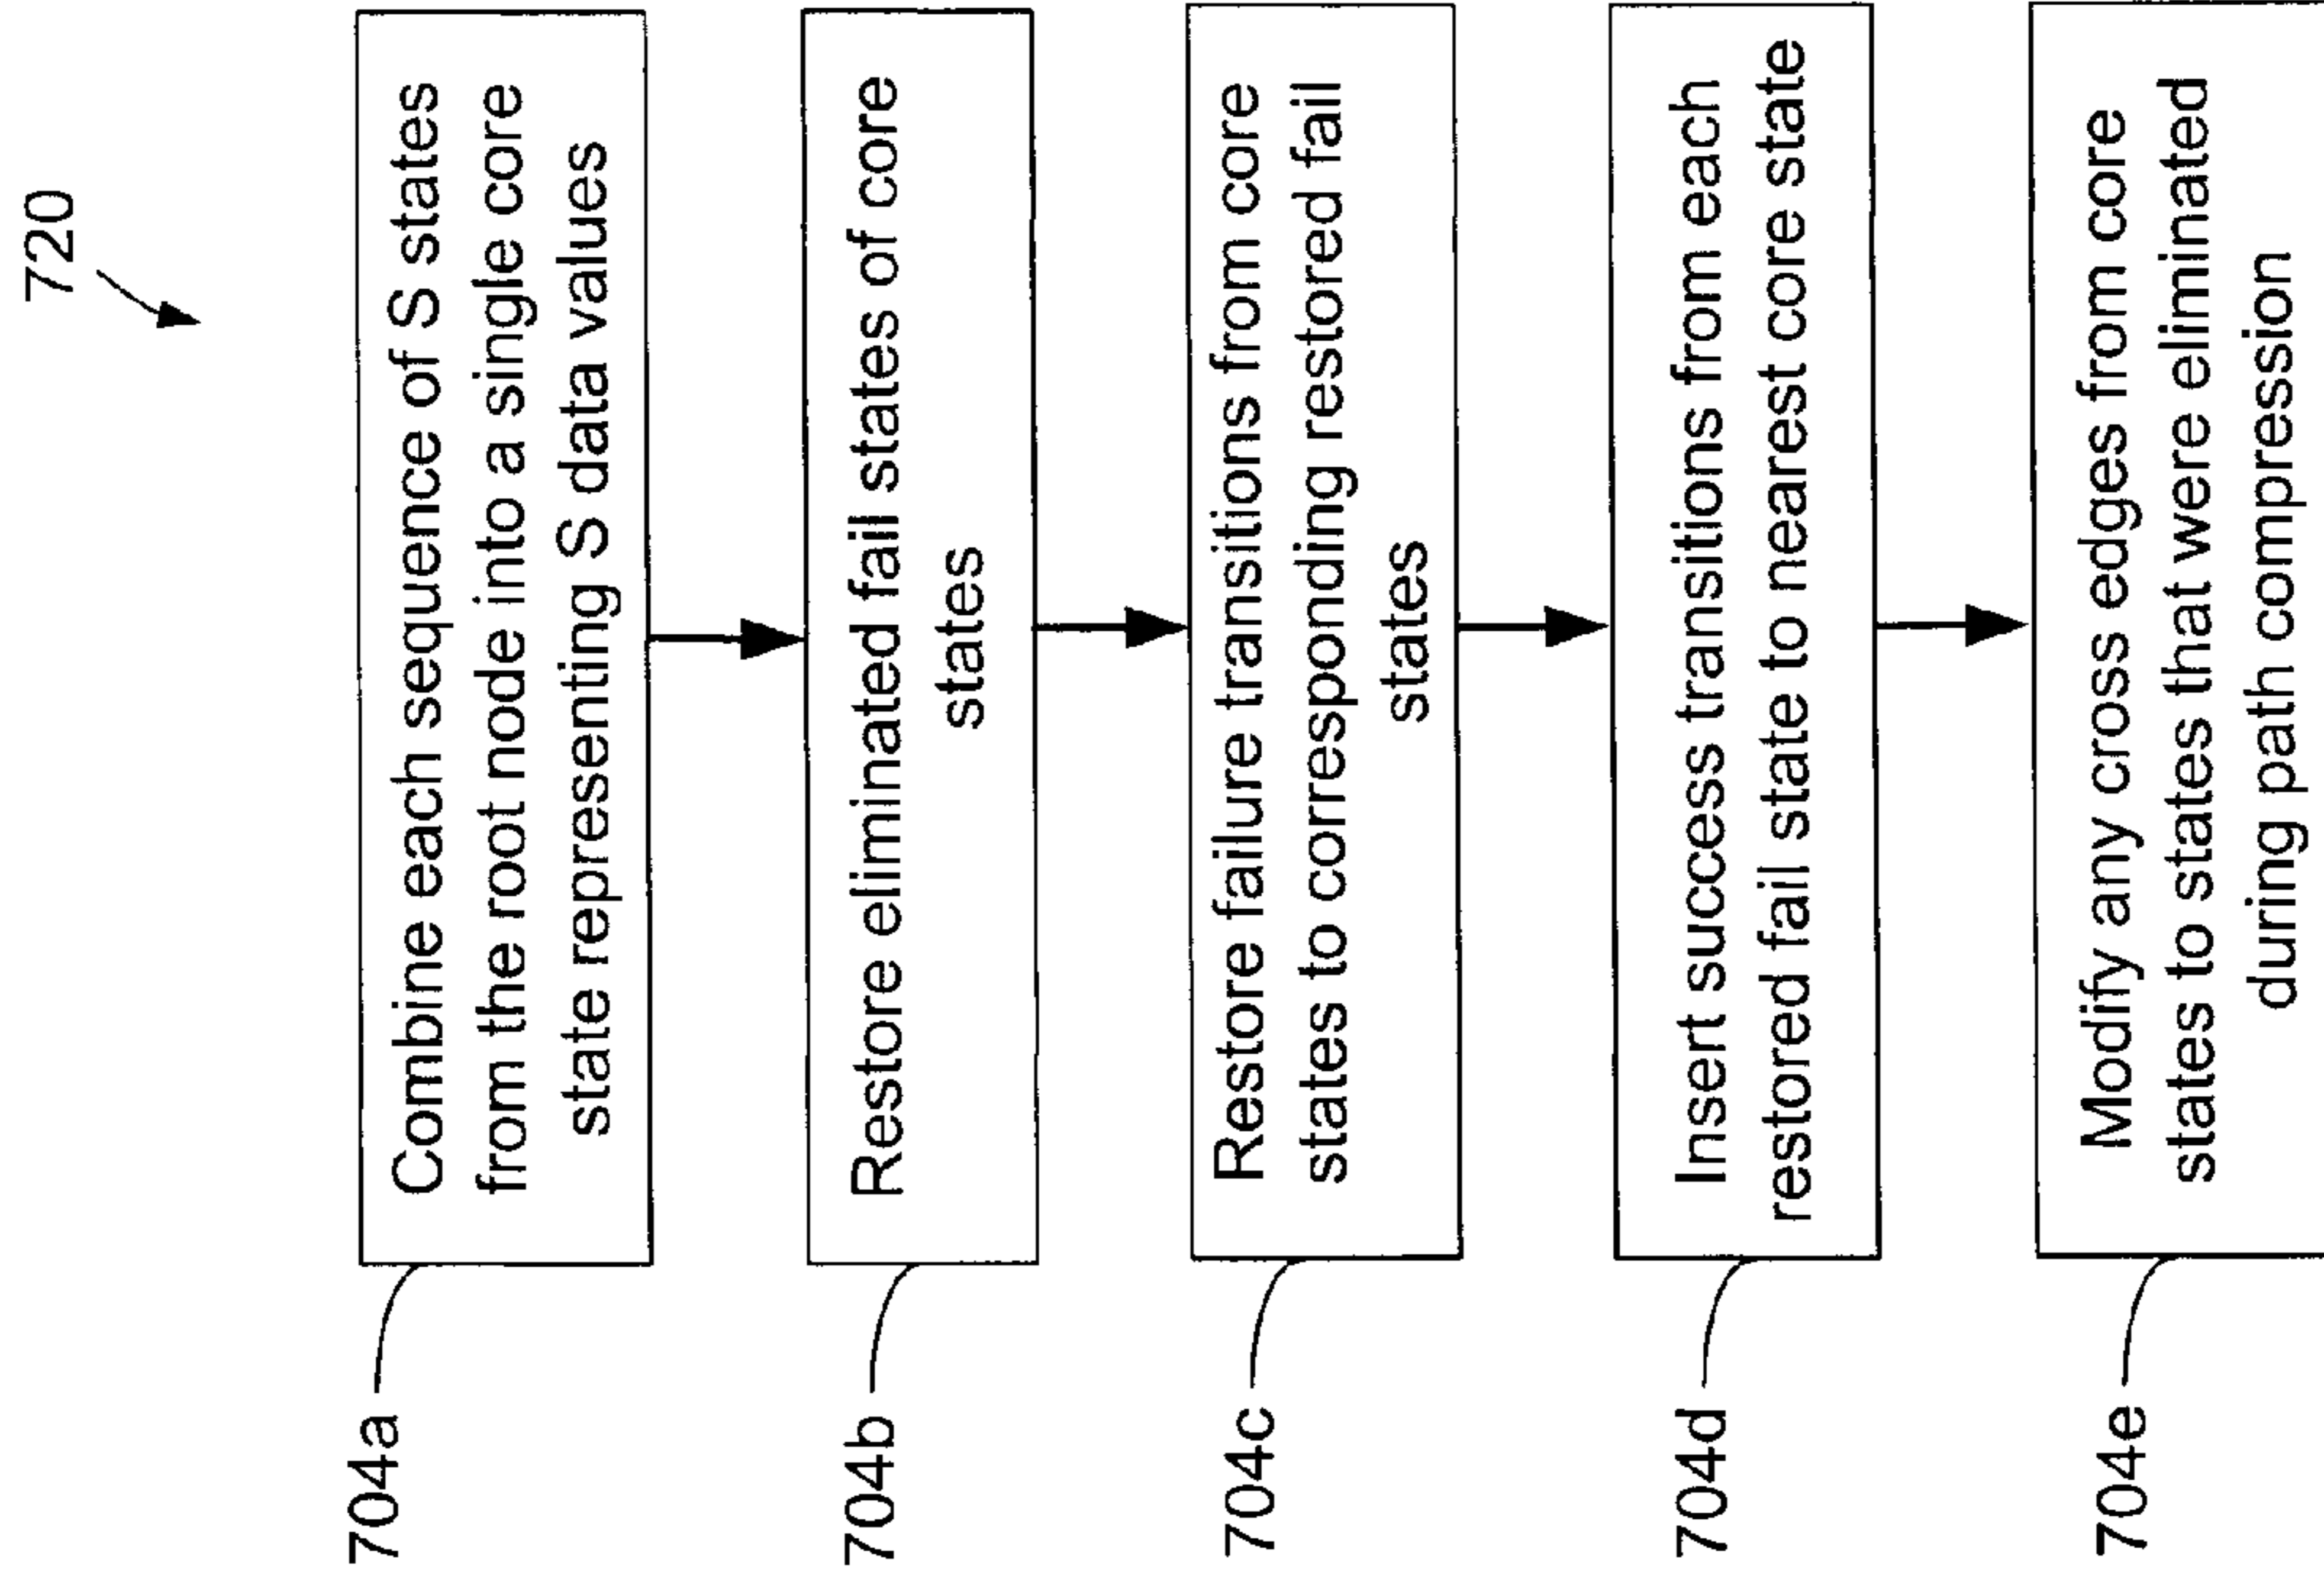 720
704a
Combine each sequence of S states
from the root node into a single core
state representing S data values
704b
Restore eliminated fail states of core
states
704c
Restore failure transitions from core
states to corresponding restored fail
states
704d
Insert success transitions from each
restored fail state to nearest core state
704e
Modify any cross edges from core
states to states that were eliminated
during path compression